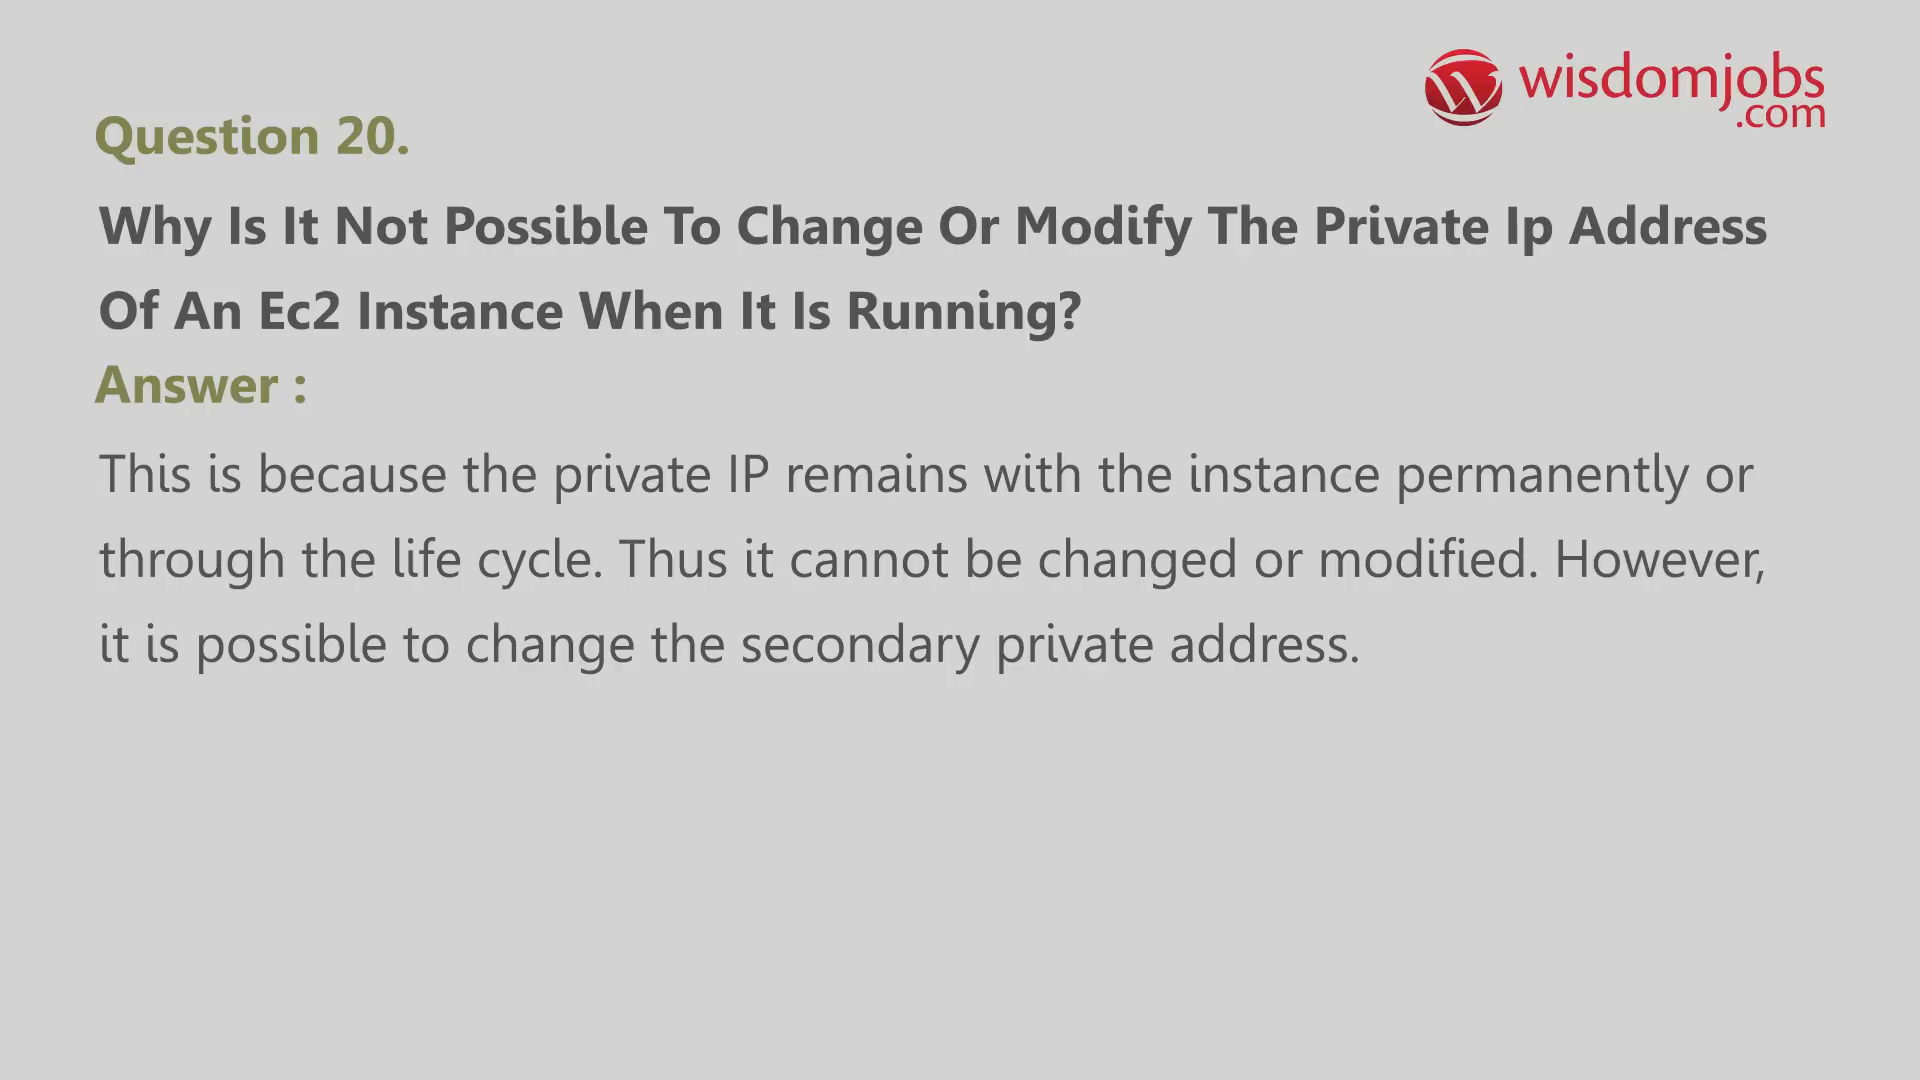 wisdomjobs
.com
Question 20.
Why Is It Not Possible To Change Or Modify The Private Ip Address
Of An Ec2 Instance When It Is Running?
Answer :
This is because the private IP remains with the instance permanently or
through the life cycle. Thus it cannot be changed or modified. However,
it is possible to change the secondary private address.